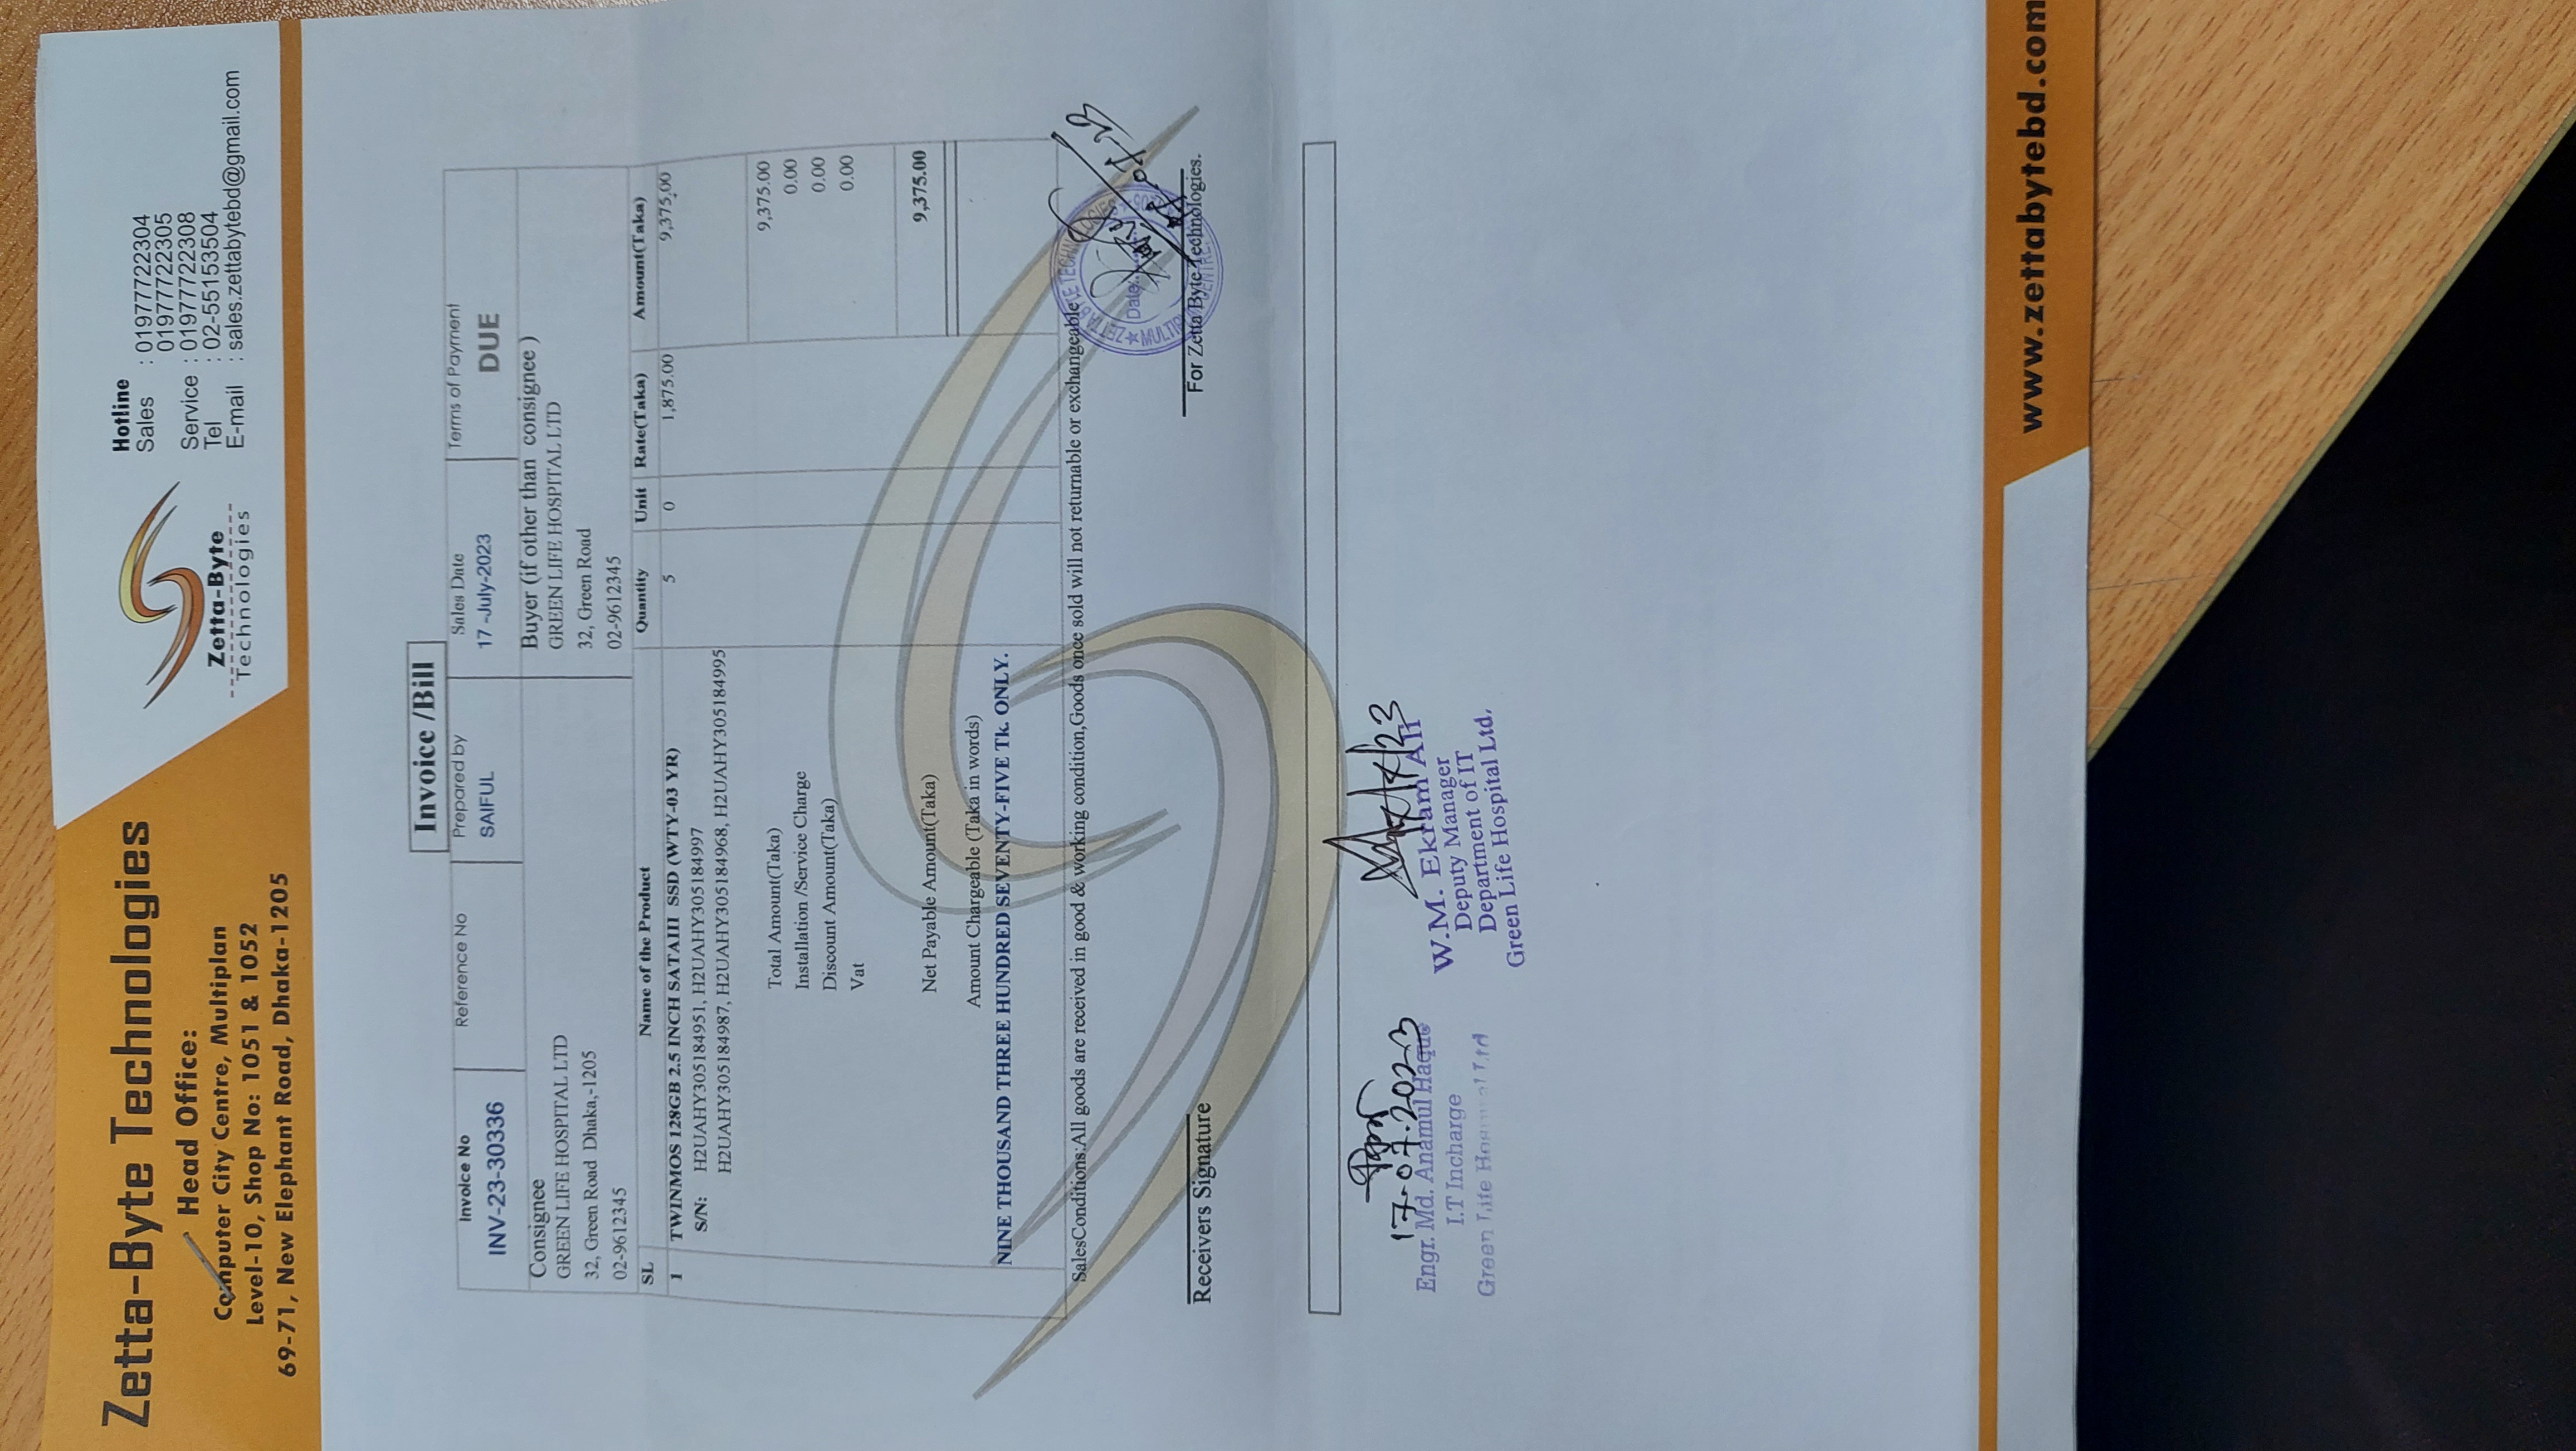 Zetta-Byte Technologies
Head Office:
Computer City Centre, Multiplan
Level-10, Shop No: 1051 & 1052
69-71, New Elephant Road, Dhaka-1205
Zetta-Byte
Technologies
Hotline
Sales : 01977722304
01977722305
Service : 01977722308
Tel : 02-55153504
E-mail : sales.zettabytebd@gmail.com
Invoice /Bill
Invoice No Reference No Prepared by Sales Date Terms of Payment
INV-23-30336 SAIFUL 17 -July-2023 DUE
Consignee Buyer (if other than consignee )
GREEN LIFE HOSPITAL LTD GREEN LIFE HOSPITAL LTD
32, Green Road Dhaka,-1205 32, Green Road
02-9612345 02-9612345
SL Name of the Product Quantity Unit Rate(Taka) Amount(Taka)
1 TWINMOS 128GB 2.5 INCH SATAIII SSD (WTY-03 YR) 5 0 1,875.00 9,375.00
S/N: H2UAHY305184951, H2UAHY305184997
H2UAHY305184987, H2UAHY305184968, H2UAHY305184995
Total Amount(Taka) 9,375.00
Installation /Service Charge 0.00
Discount Amount(Taka) 0.00
Vat 0.00
Net Payable Amount(Taka) 9,375.00
Amount Chargeable (Taka in words)
NINE THOUSAND THREE HUNDRED SEVENTY-FIVE Tk. ONLY.
SalesConditions:All goods are received in good & working condition,Goods once sold will not returnable or exchangeable
Date:
Receivers Signature For Zetta Byte Technologies.
17.07.2023
Engr. Md. Anamul Haque
I.T Incharge
Green Life Hospital Ltd
W.M. Ekram Ali
Deputy Manager
Department of IT
Green Life Hospital Ltd.
www.zettabytebd.com